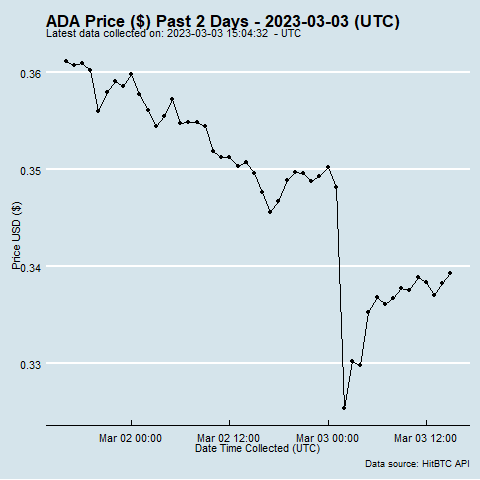 ADA Price ($) Past 2 Days - 2023-03-03 (UTC)
Latest data collected on: 2023-03-03 15:04:32 - UTC
0.36
0.35
0.34
0.33
Price USD ($)
Mar 02 00:00 Mar 02 12:00 Mar 03 00:00 Mar 03 12:00
Date Time Collected (UTC)
Data source: HitBTC API